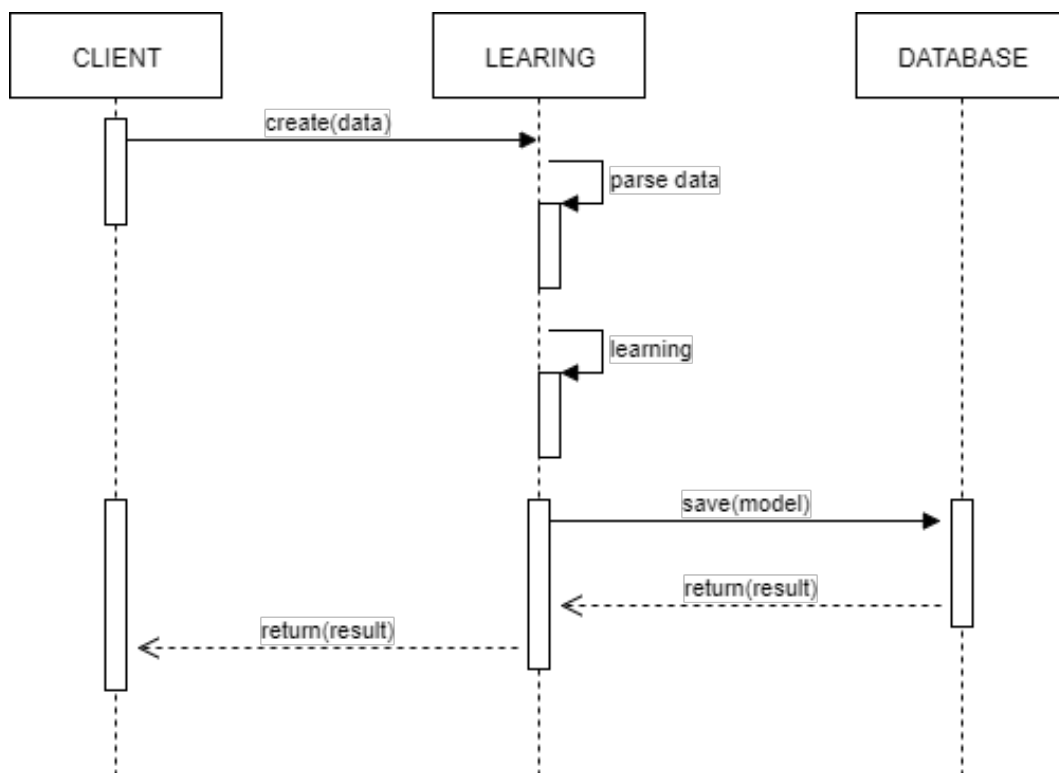 CLIENT
LEARING
DATABASE
create(data)
parse data
learning
save(model)
return(result)
return(result)